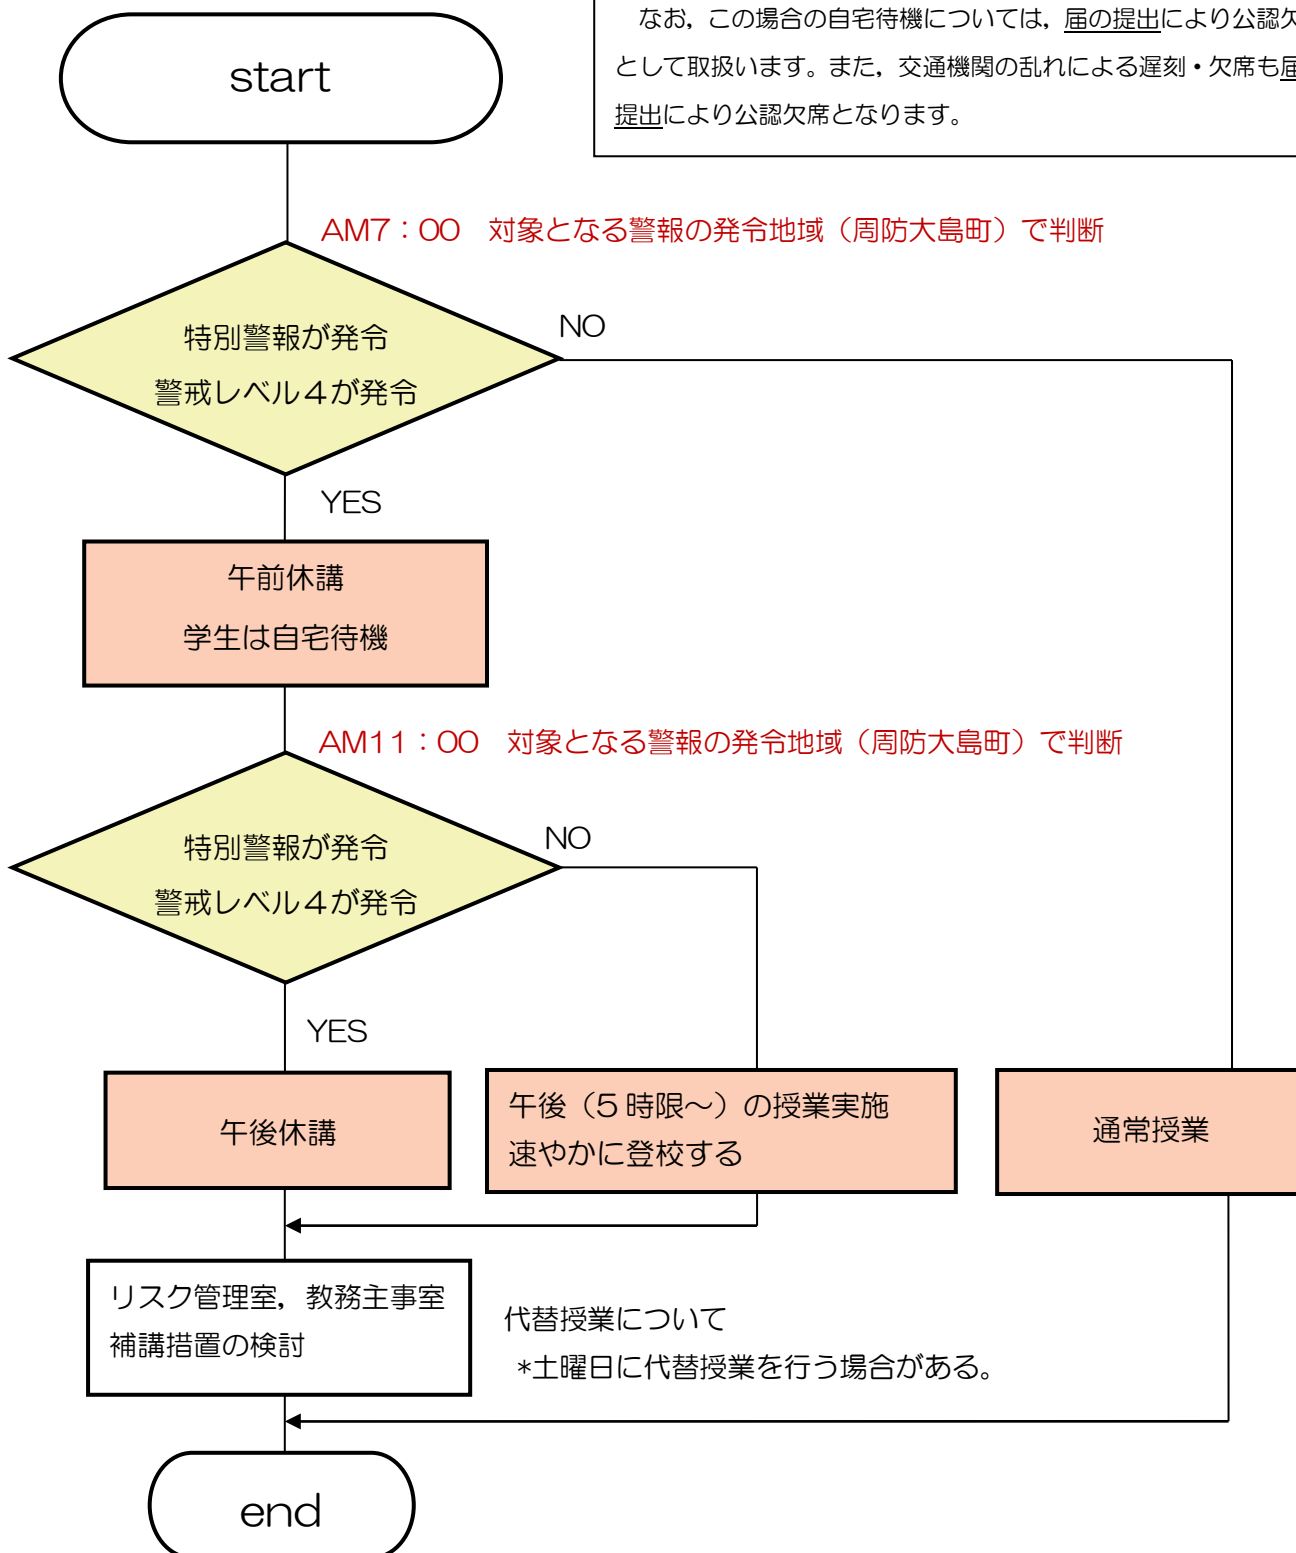 なお，この場合の自宅待機については，届の提出により公認欠
として取扱います。また，交通機関の乱れによる遅刻・欠席も届
提出により公認欠席となります。
start
AM7：00　対象となる警報の発令地域（周防大島町）で判断
特別警報が発令
警戒レベル４が発令
NO
YES
午前休講
学生は自宅待機
AM11：00　対象となる警報の発令地域（周防大島町）で判断
特別警報が発令
警戒レベル４が発令
NO
YES
午後休講
午後（5 時限～）の授業実施
速やかに登校する
通常授業
リスク管理室，教務主事室
補講措置の検討
代替授業について
*土曜日に代替授業を行う場合がある。
end